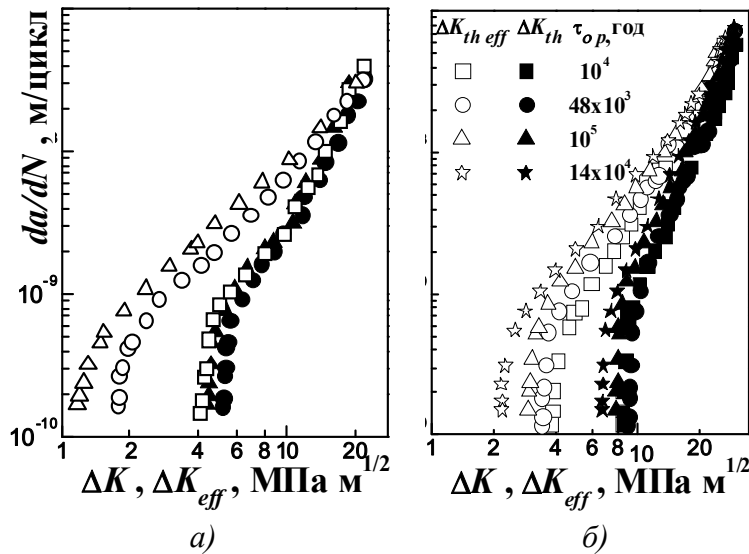 da/dN , м/цикл
10⁻⁹
10⁻¹⁰
1 2 4 6 8 10 20
ΔK , ΔK_eff , МПа м^1/2
а)
ΔK_th eff ΔK_th τ_op, год
10⁴
48x10³
10⁵
14x10⁴
1 2 4 6 8 10 20
ΔK , ΔK_eff , МПа м^1/2
б)